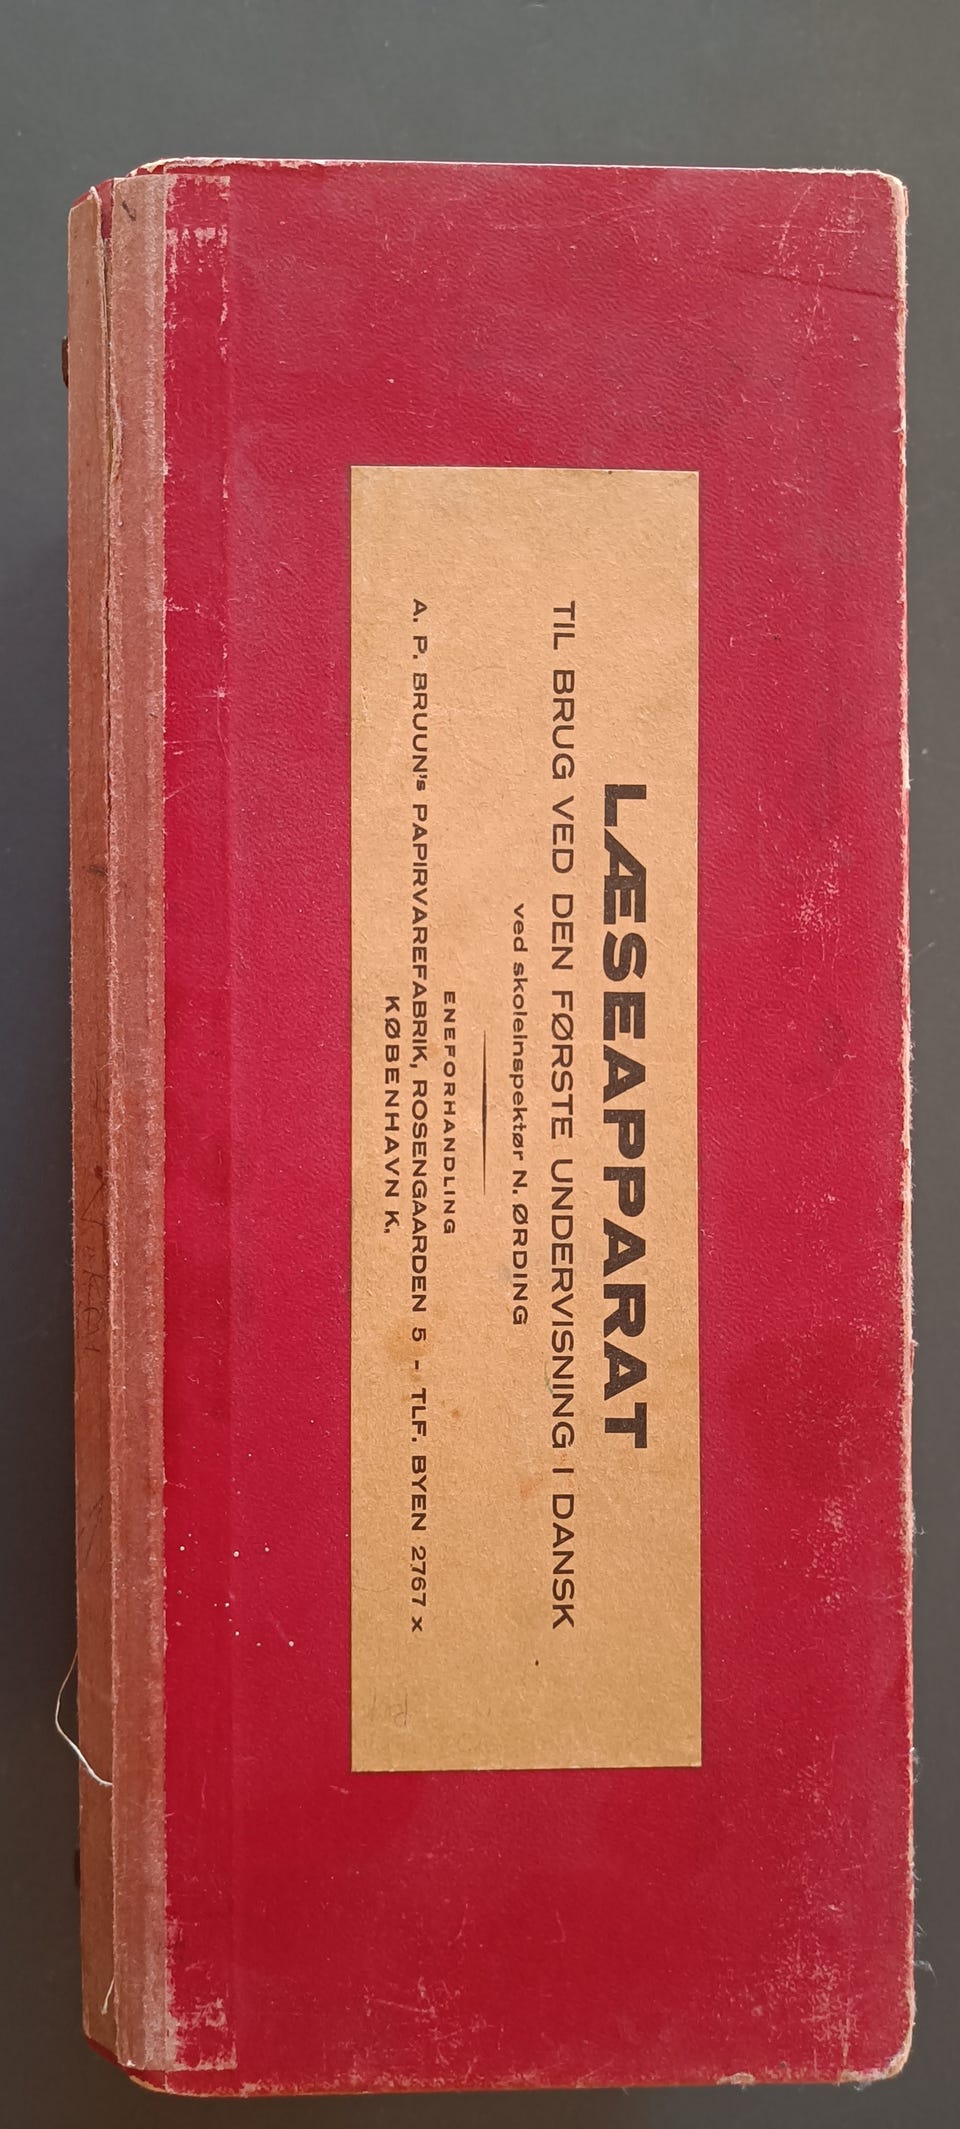 LÆSEAPPARAT
TIL BRUG VED DEN FØRSTE UNDERVISNING I DANSK
ved skoleinspektør N. ØRDING
ENEFORHANDLING
A. P. BRUUN's PAPIRVAREFABRIK, ROSENGAARDEN 5 - TLF. BYEN 2767 x
KØBENHAVN K.